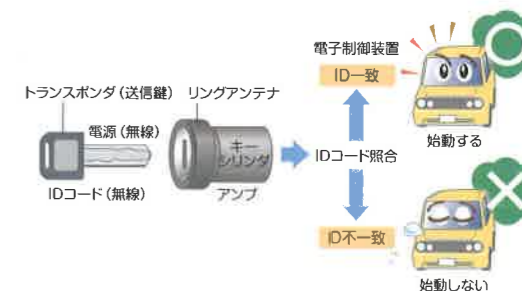 電子制御装置
ID一致
始動する
トランスポンダ(送信鍵)
リングアンテナ
電源(無線)
キー
シリンダ
IDコード照合
IDコード(無線)
アンプ
ID不一致
始動しない